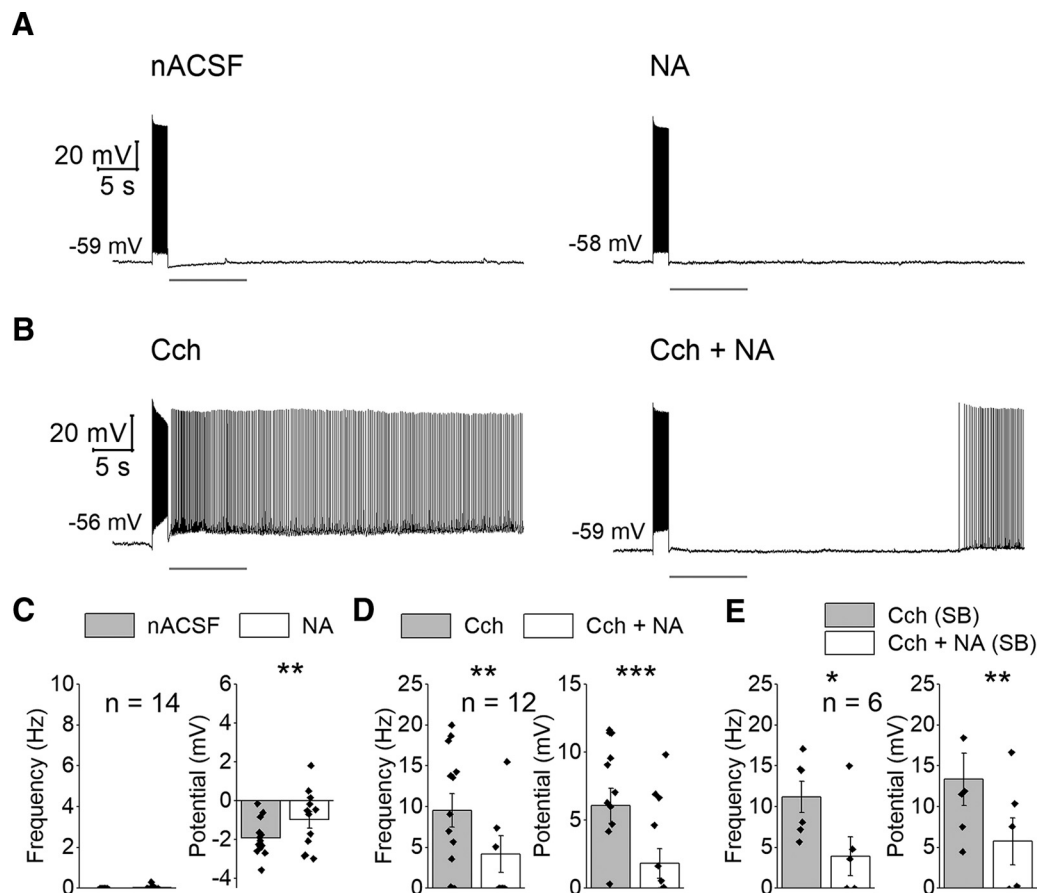 A
nACSF
NA
20 mV
5 s
-59 mV
-58 mV
B
Cch
Cch + NA
20 mV
5 s
-56 mV
-59 mV
C
nACSF
NA
D
Cch
Cch + NA
E
Cch (SB)
Cch + NA (SB)
Frequency (Hz)
10
8
6
4
2
0
n = 14
Potential (mV)
6
4
2
0
-2
-4
**
Frequency (Hz)
25
20
15
10
5
0
**
n = 12
Potential (mV)
15
10
5
0
***
Frequency (Hz)
25
20
15
10
5
0
*
n = 6
Potential (mV)
25
20
15
10
5
0
**